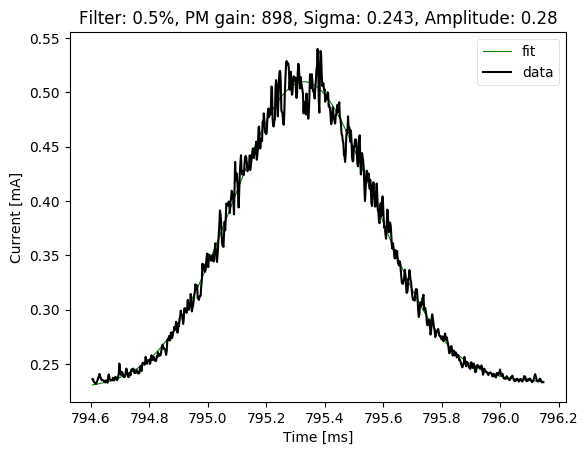 Filter: 0.5%, PM gain: 898, Sigma: 0.243, Amplitude: 0.28
fit
data
0.55
0.50
0.45
0.40
0.35
0.30
0.25
Current [mA]
794.6 794.8 795.0 795.2 795.4 795.6 795.8 796.0 796.2
Time [ms]